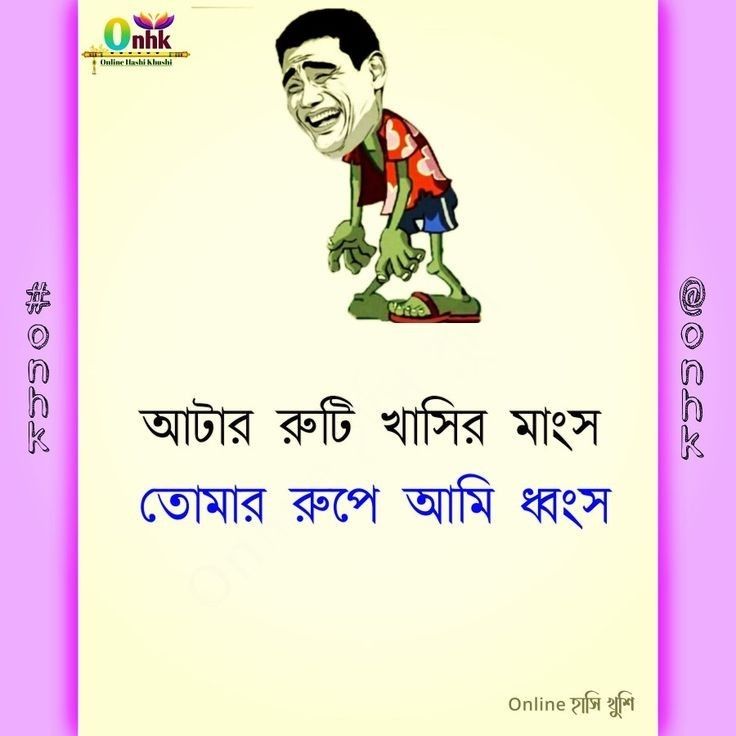 Onhk
Online Hashi Khushi
#onhk
@onhk
আটার রুটি খাসির মাংস
তোমার রুপে আমি ধ্বংস
Online হাসি খুশি